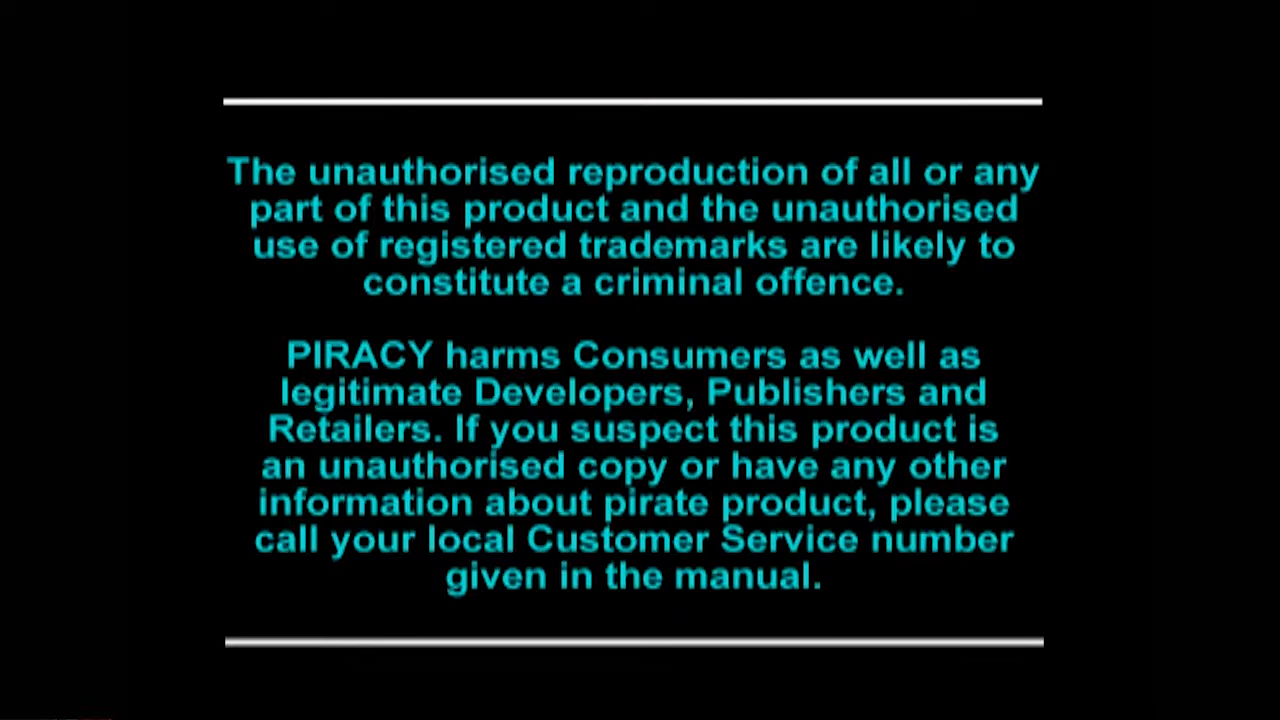 The unauthorised reproduction of all or any
part of this product and the unauthorised
use of registered trademarks are likely to
constitute a criminal offence.
PIRACY harms Consumers as well as
legitimate Developers, Publishers and
Retailers. If you suspect this product is
an unauthorised copy or have any other
information about pirate product, please
call your local Customer Service number
given in the manual.